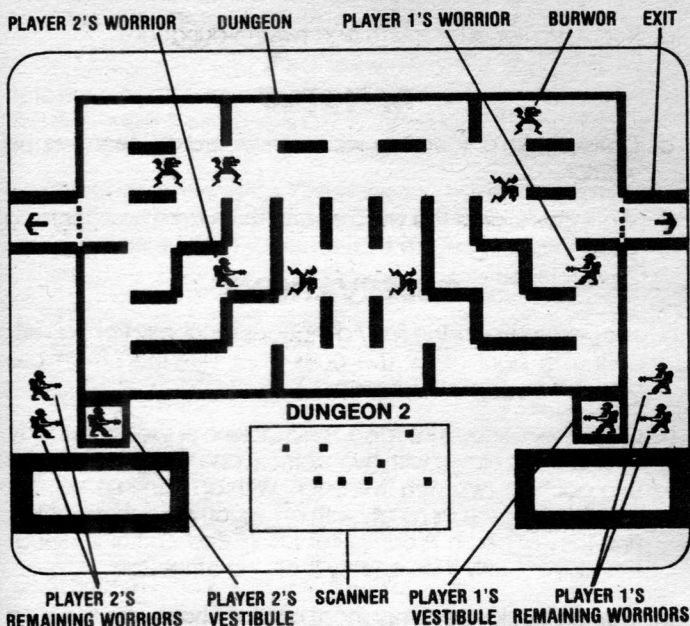 PLAYER 2'S WORRIOR
DUNGEON
PLAYER 1'S WORRIOR
BURWOR
EXIT
DUNGEON 2
PLAYER 2'S
REMAINING WORRIORS
PLAYER 2'S
VESTIBULE
SCANNER
PLAYER 1'S
VESTIBULE
PLAYER 1'S
REMAINING WORRIORS